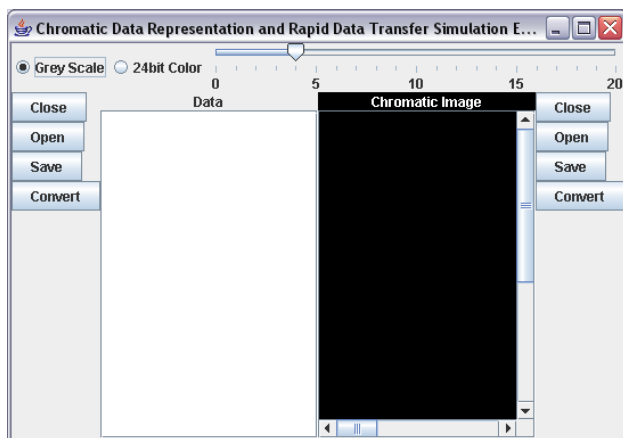 Chromatic Data Representation and Rapid Data Transfer Simulation E...
Grey Scale 24bit Color
0 5 10 15 20
Close Data Chromatic Image Close
Open Open
Save Save
Convert Convert